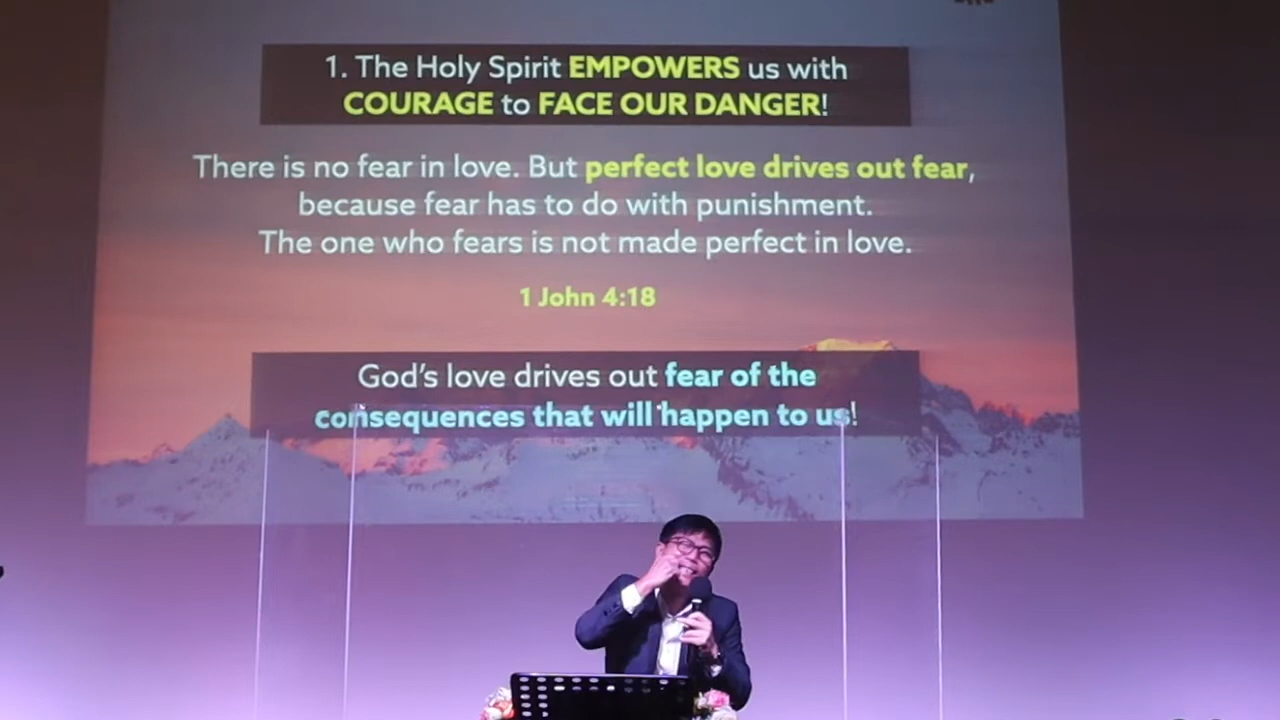 1. The Holy Spirit EMPOWERS us with
COURAGE to FACE OUR DANGER!
There is no fear in love. But perfect love drives out fear,
because fear has to do with punishment.
The one who fears is not made perfect in love.
1 John 4:18
God’s love drives out fear of the
consequences that will happen to us!